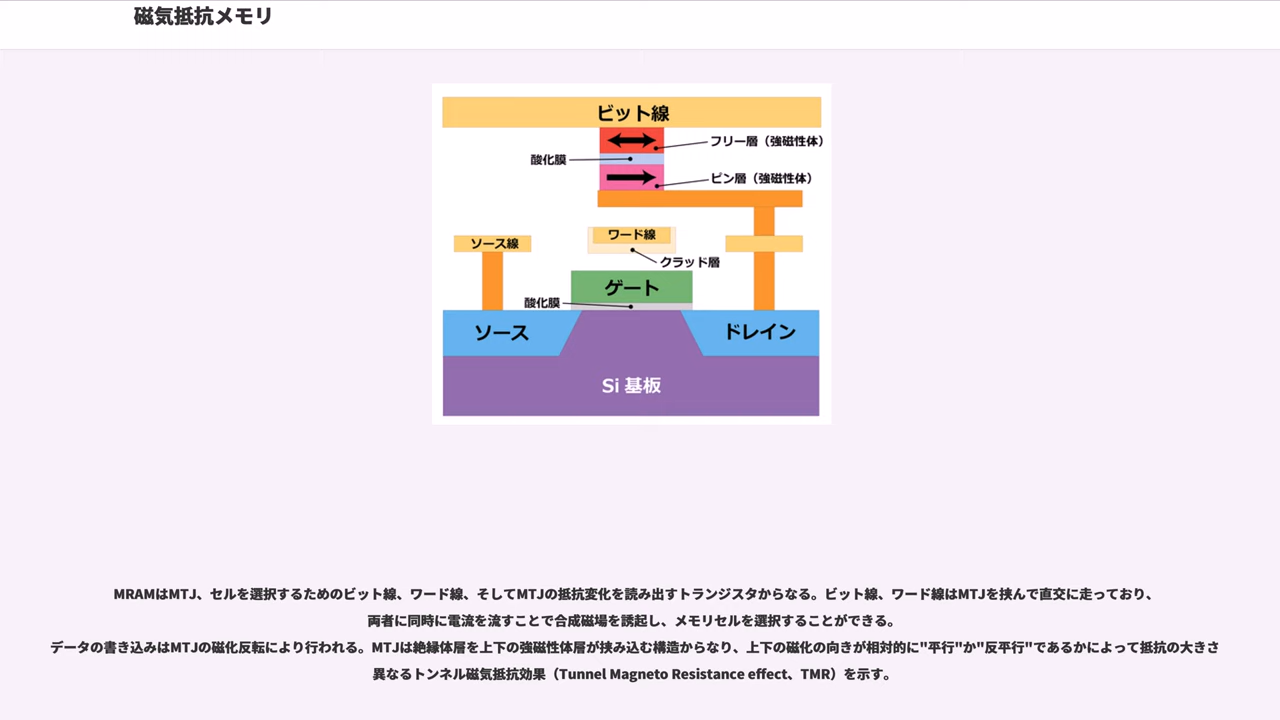 磁気抵抗メモリ
ビット線
フリー層（強磁性体）
酸化膜
ピン層（強磁性体）
ソース線
ワード線
クラッド層
ゲート
酸化膜
ソース
ドレイン
Si 基板
MRAMはMTJ、セルを選択するためのビット線、ワード線、そしてMTJの抵抗変化を読み出すトランジスタからなる。ビット線、ワード線はMTJを挟んで直交に走っており、
両者に同時に電流を流すことで合成磁場を誘起し、メモリセルを選択することができる。
データの書き込みはMTJの磁化反転により行われる。MTJは絶縁体層を上下の強磁性体層が挟み込む構造からなり、上下の磁化の向きが相対的に"平行"か"反平行"であるかによって抵抗の大きさ
異なるトンネル磁気抵抗効果（Tunnel Magneto Resistance effect、TMR）を示す。